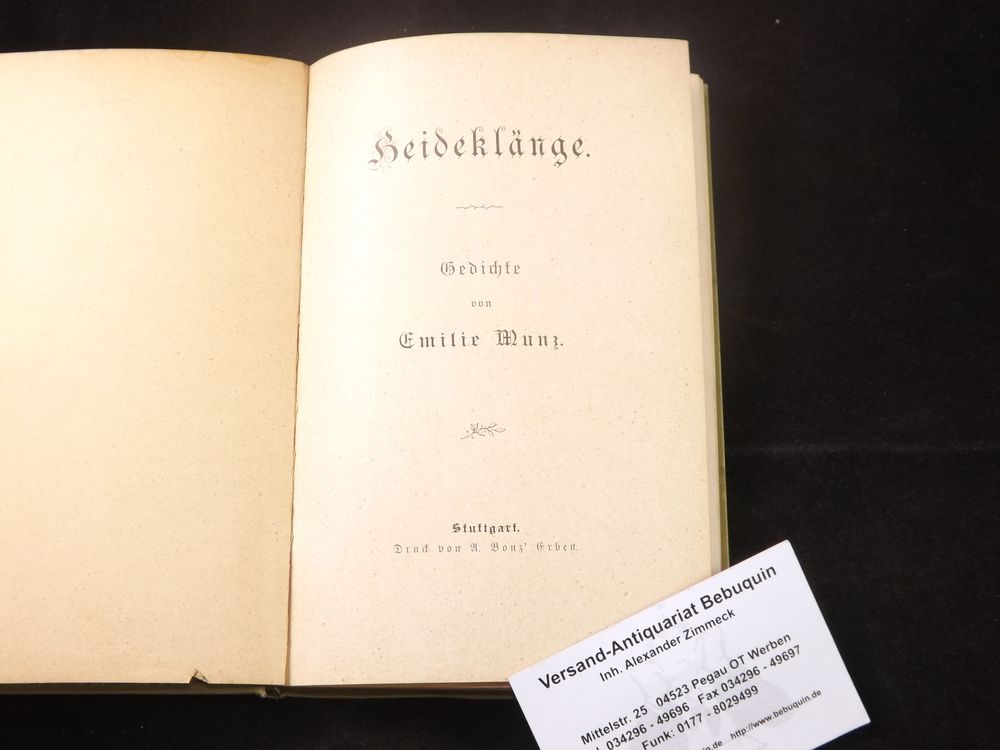 Heideklänge.
Gedichte
von
Emilie Munz.
Stuttgart.
Druck von A. Bonz' Erben.
Versand-Antiquariat Bebuquin
Inh. Alexander Zimmeck
Mittelstr. 25 04523 Pegau OT Werben
034296 - 49696 Fax 034296 - 49697
Funk: 0177 - 8029499
http://www.bebuquin.de